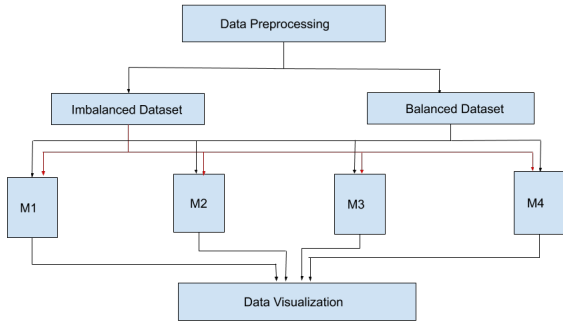 Data Preprocessing
Imbalanced Dataset
Balanced Dataset
M1
M2
M3
M4
Data Visualization